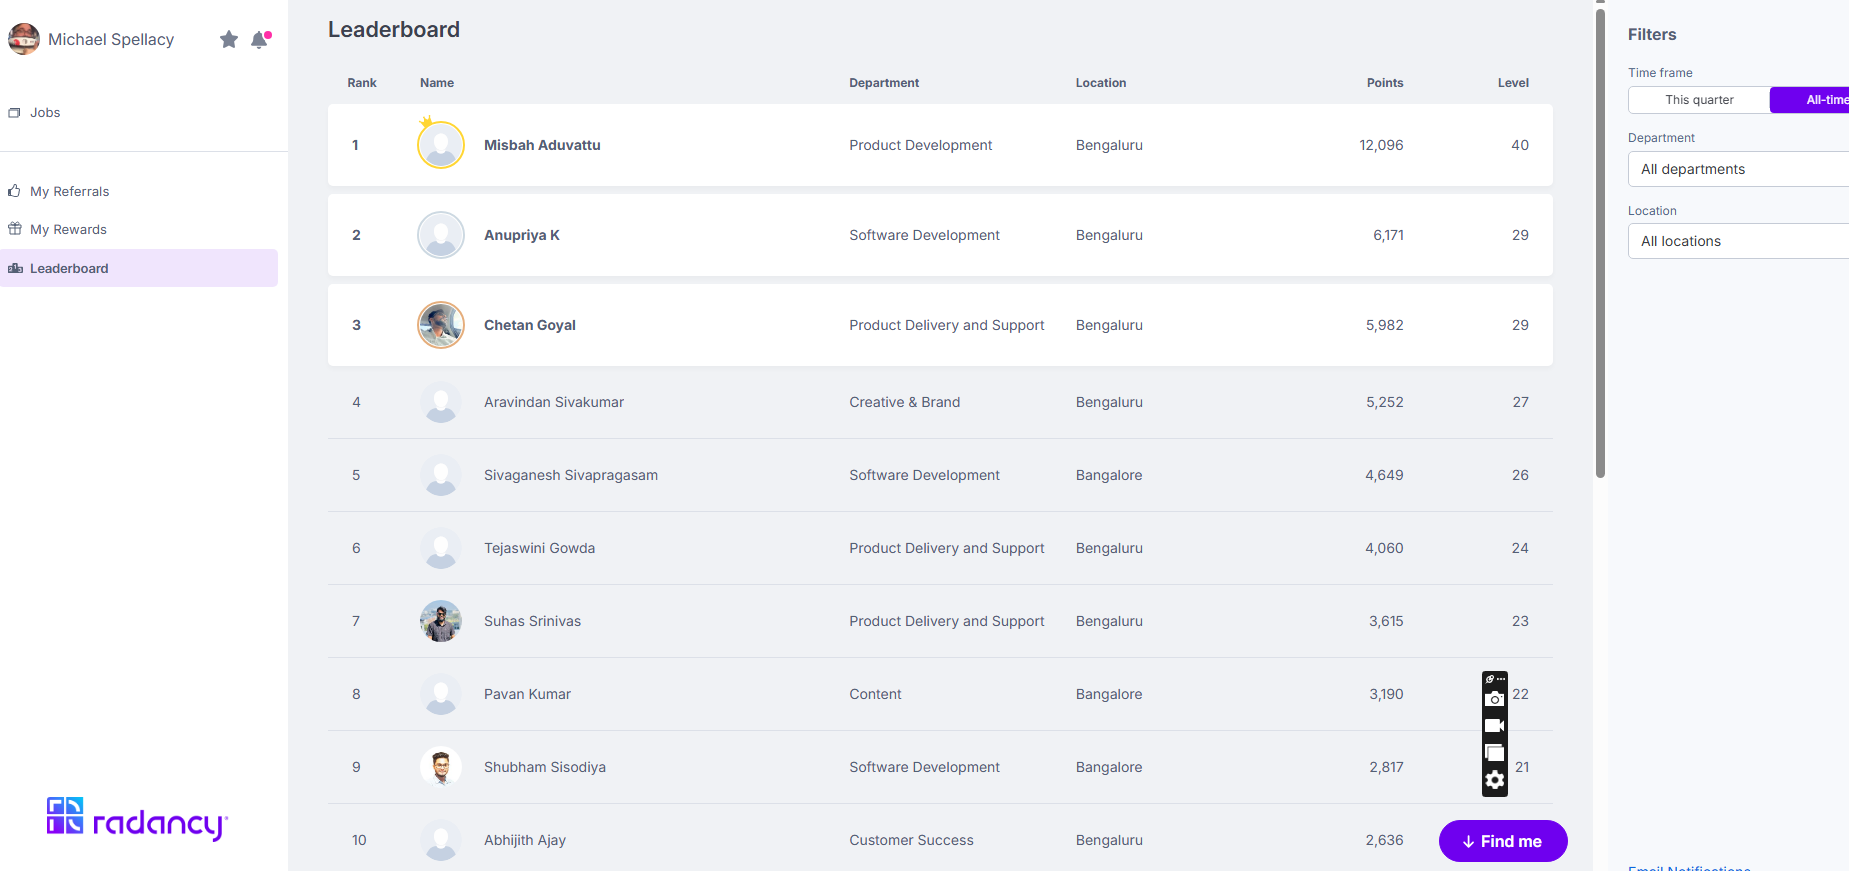 Michael Spellacy
Jobs
My Referrals
My Rewards
Leaderboard
radancy
Leaderboard
Rank Name Department Location Points Level
1 Misbah Aduvattu Product Development Bengaluru 12,096 40
2 Anupriya K Software Development Bengaluru 6,171 29
3 Chetan Goyal Product Delivery and Support Bengaluru 5,982 29
4 Aravindan Sivakumar Creative & Brand Bengaluru 5,252 27
5 Sivaganesh Sivapragasam Software Development Bangalore 4,649 26
6 Tejaswini Gowda Product Delivery and Support Bengaluru 4,060 24
7 Suhas Srinivas Product Delivery and Support Bengaluru 3,615 23
8 Pavan Kumar Content Bangalore 3,190 22
9 Shubham Sisodiya Software Development Bangalore 2,817 21
10 Abhijith Ajay Customer Success Bengaluru 2,636
Find me
Filters
Time frame
This quarter All-time
Department
All departments
Location
All locations
Email Notifications